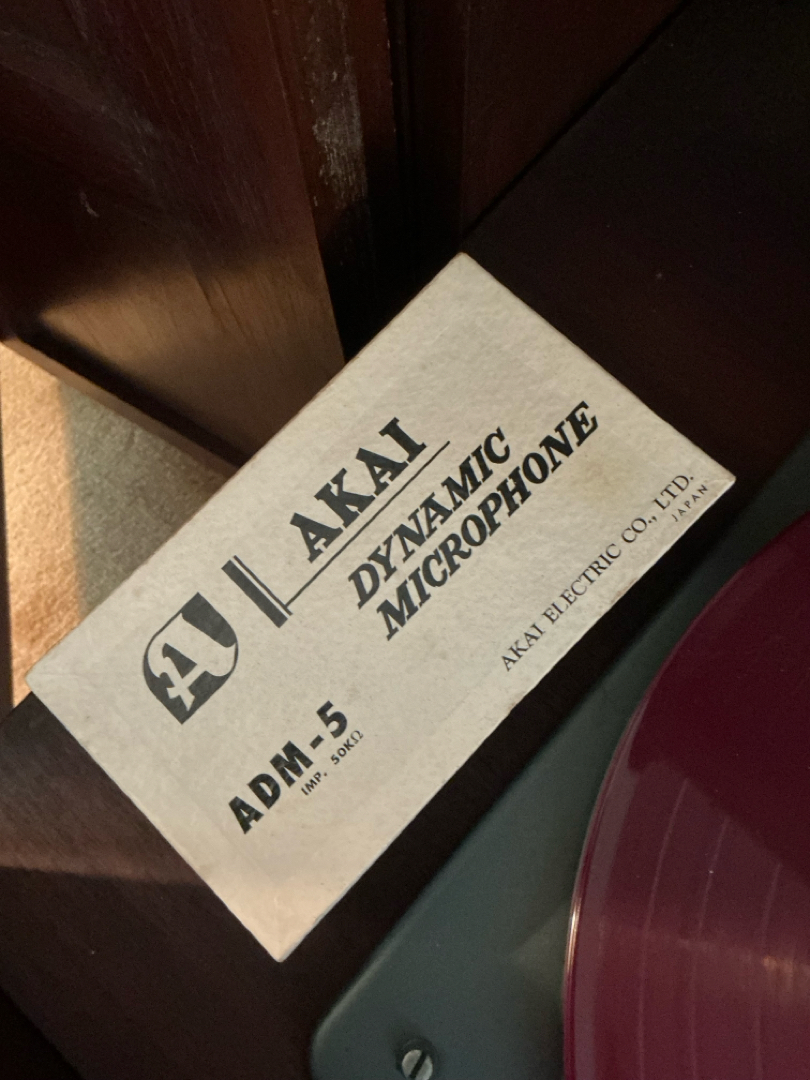 AKAI
DYNAMIC
MICROPHONE
AKAI ELECTRIC CO., LTD.
JAPAN
A
ADM-5
IMP. 50KΩ